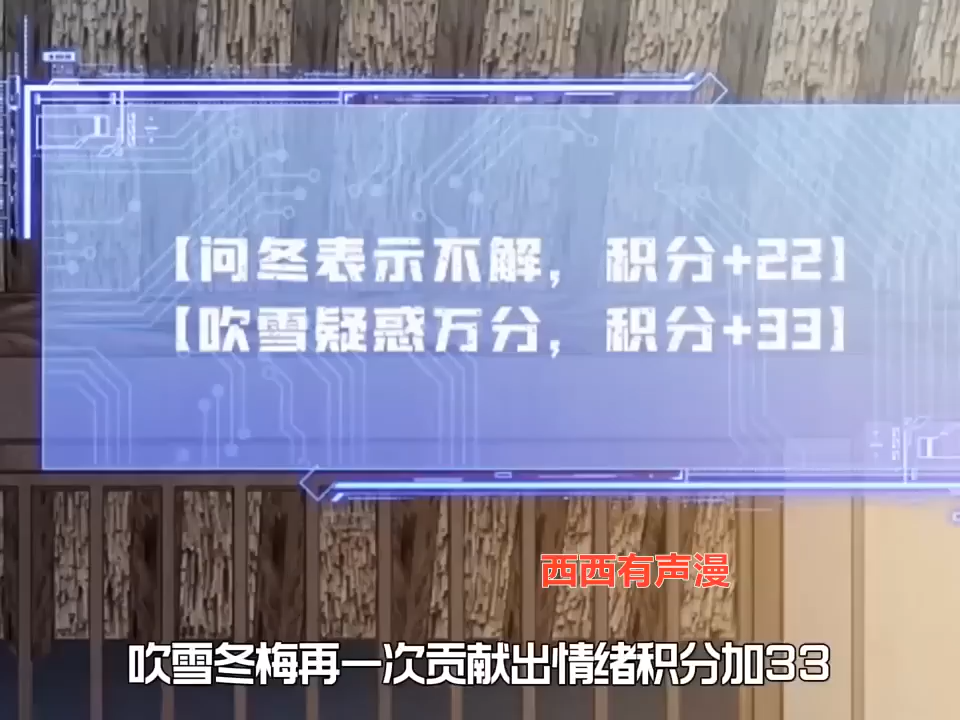 【问冬表示不解，积分+22】
【吹雪疑惑万分，积分+33】
西西有声漫
吹雪冬梅再一次贡献出情绪积分加33